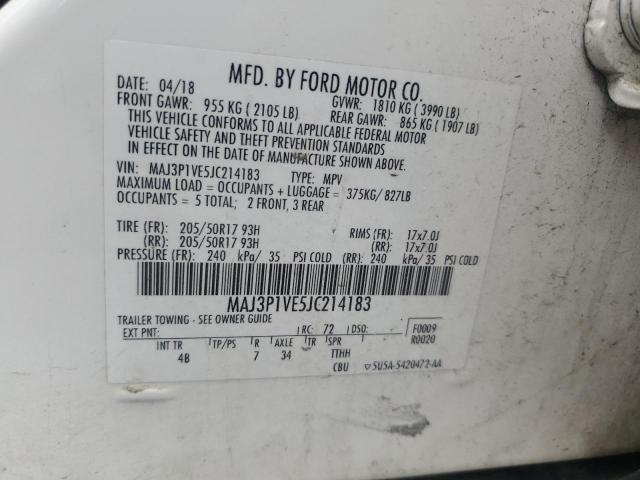 MFD. BY FORD MOTOR CO.
DATE: 04/18 GVWR: 1810 KG ( 3990 LB)
FRONT GAWR: 955 KG ( 2105 LB) REAR GAWR: 865 KG ( 1907 LB)
THIS VEHICLE CONFORMS TO ALL APPLICABLE FEDERAL MOTOR
VEHICLE SAFETY AND THEFT PREVENTION STANDARDS
IN EFFECT ON THE DATE OF MANUFACTURE SHOWN ABOVE.
VIN: MAJ3P1VE5JC214183 TYPE: MPV
MAXIMUM LOAD = OCCUPANTS + LUGGAGE = 375KG/ 827LB
OCCUPANTS = 5 TOTAL; 2 FRONT, 3 REAR
TIRE (FR): 205/50R17 93H RIMS (FR): 17x7.0J
(RR): 205/50R17 93H (RR): 17x7.0J
PRESSURE (FR): 240 kPa/ 35 PSI COLD (RR): 240 kPa/ 35 PSI COLD
MAJ3P1VE5JC214183
TRAILER TOWING - SEE OWNER GUIDE
EXT PNT: RC: 72 DSO: F0009
R0020
INT TR TP/PS R AXLE TR SPR
4B 7 34 TTHH
CBU 5U5A-5420472-AA